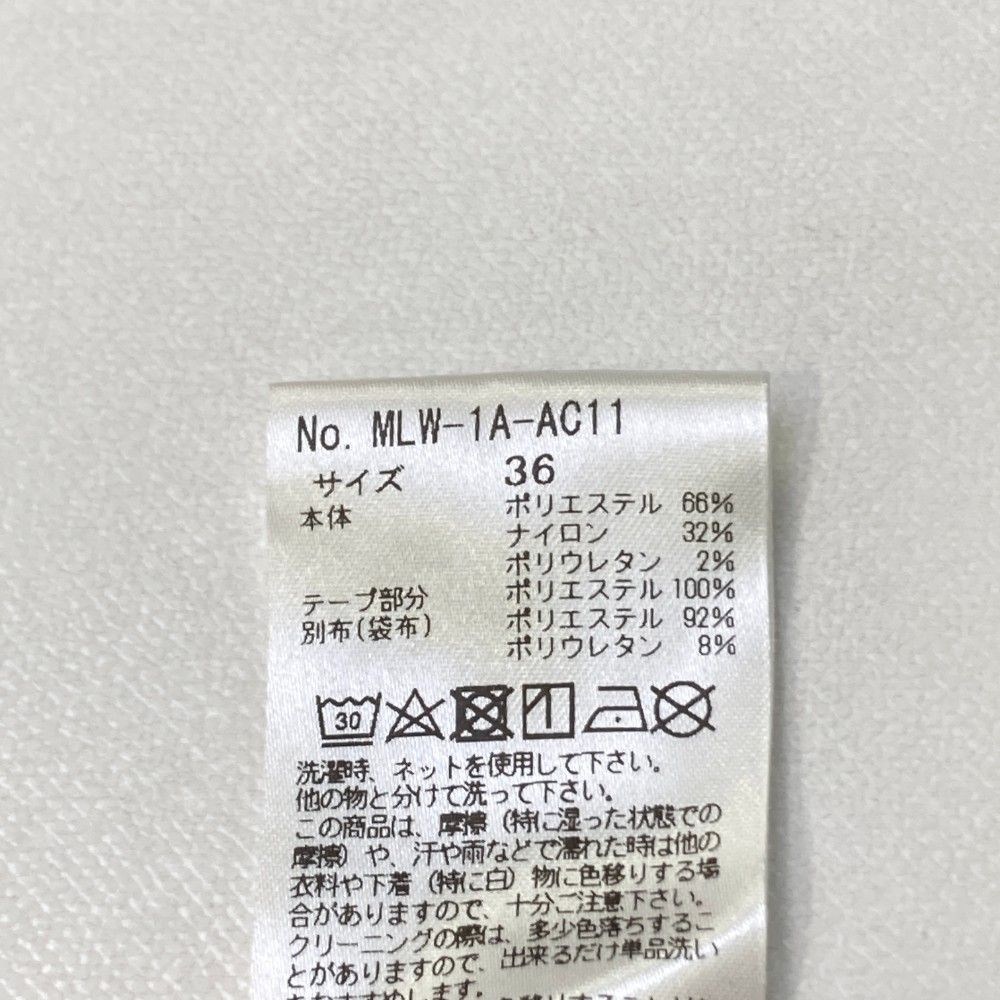 No. MLW-1A-AC11
サイズ 36
本体 ポリエステル 66%
ナイロン 32%
ポリウレタン 2%
テープ部分 ポリエステル 100%
別布(袋布) ポリエステル 92%
ポリウレタン 8%
30
洗濯時、ネットを使用して下さい。
他の物と分けて洗って下さい。
この商品は、摩擦(特に湿った状態での
摩擦)や、汗や雨などで濡れた時は他の
衣料や下着(特に白)物に色移りする場
合がありますので、十分ご注意下さい。
クリーニングの際は、多少色落ちするこ
とがありますので、出来るだけ単品洗い
をおすすめします。